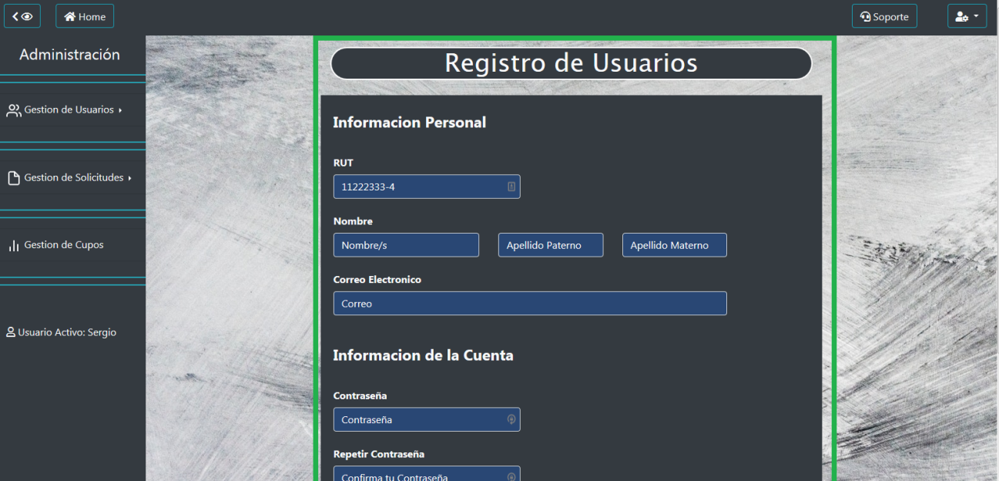 Home
Soporte
Administración
Gestion de Usuarios
Gestion de Solicitudes
Gestion de Cupos
Usuario Activo: Sergio
Registro de Usuarios
Informacion Personal
RUT
11222333-4
Nombre
Nombre/s Apellido Paterno Apellido Materno
Correo Electronico
Correo
Informacion de la Cuenta
Contraseña
Contraseña
Repetir Contraseña
Confirma tu Contraseña